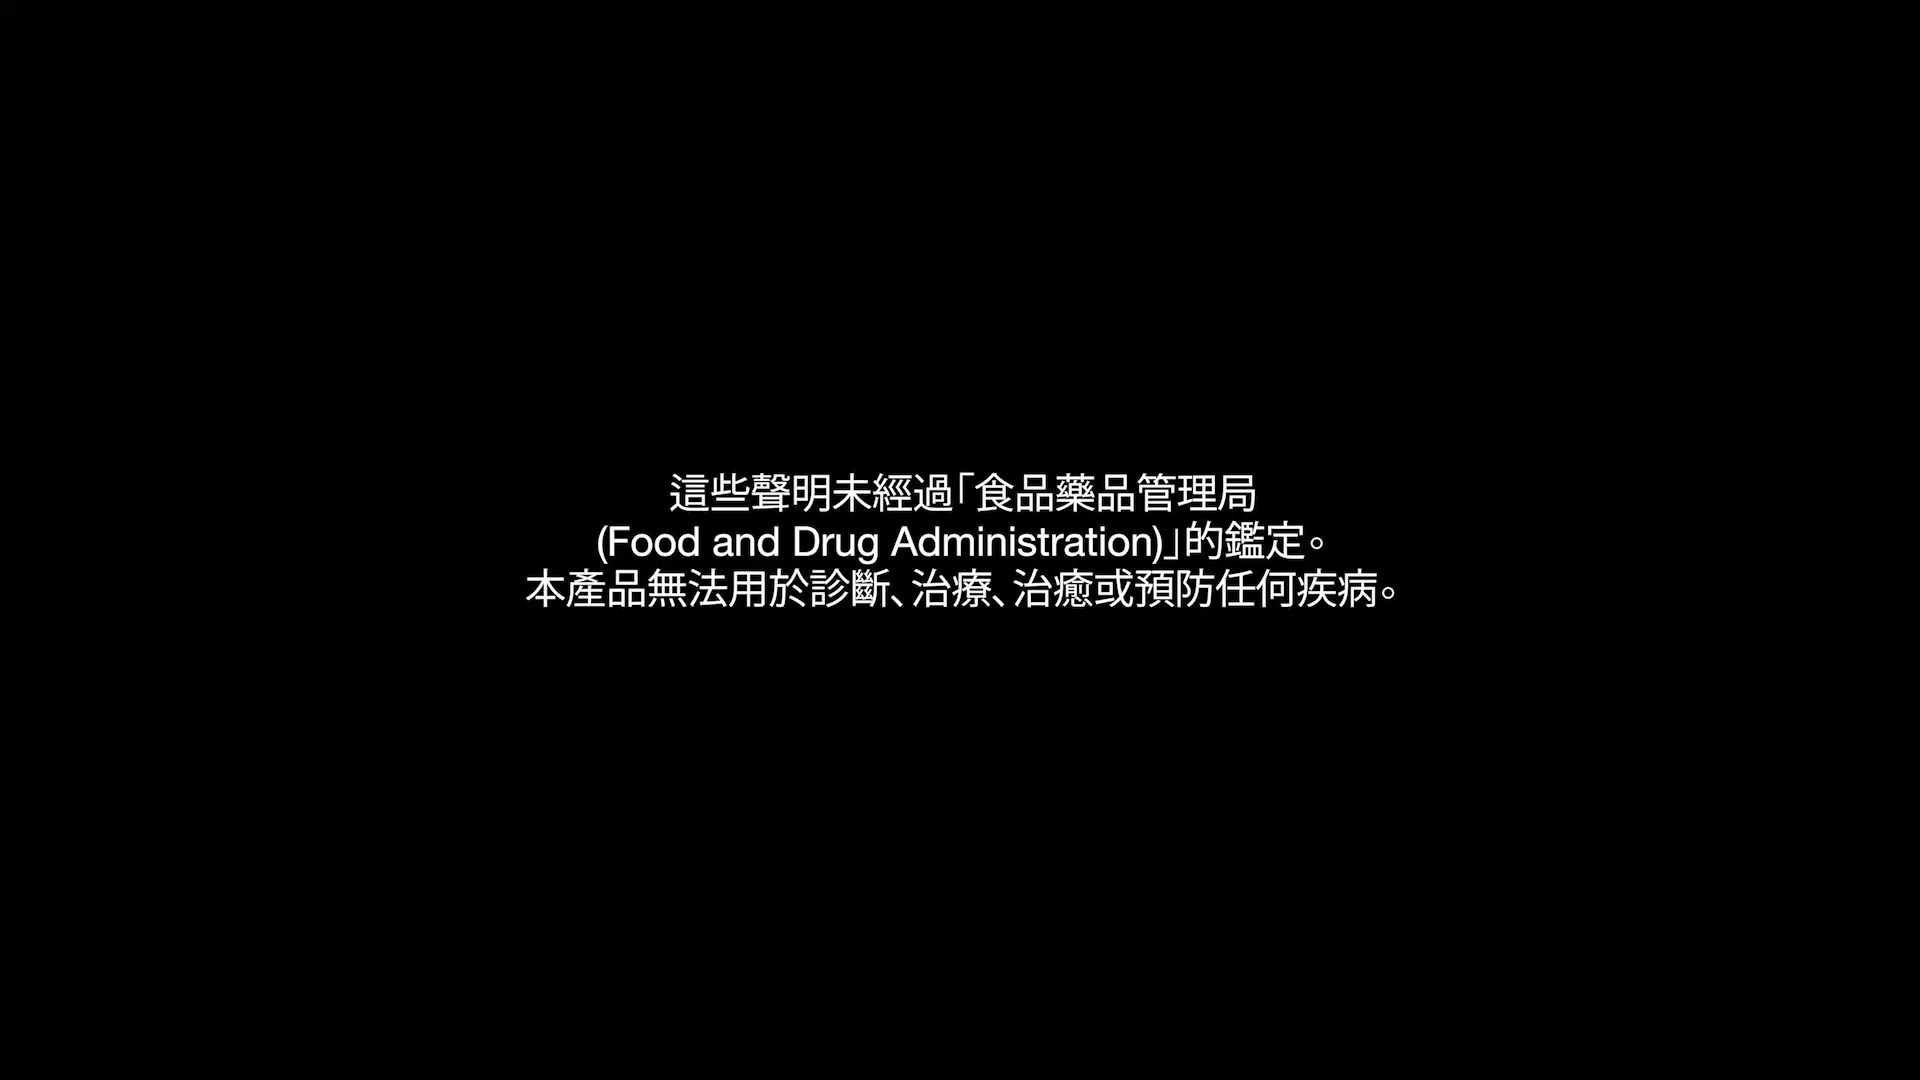 這些聲明未經過「食品藥品管理局
(Food and Drug Administration)」的鑑定。
本產品無法用於診斷、治療、治癒或預防任何疾病。